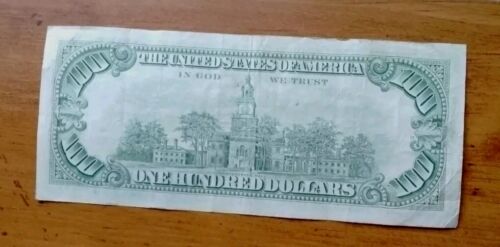 THE UNITED STATES OF AMERICA
IN GOD WE TRUST
100 100
100 100
ONE HUNDRED DOLLARS